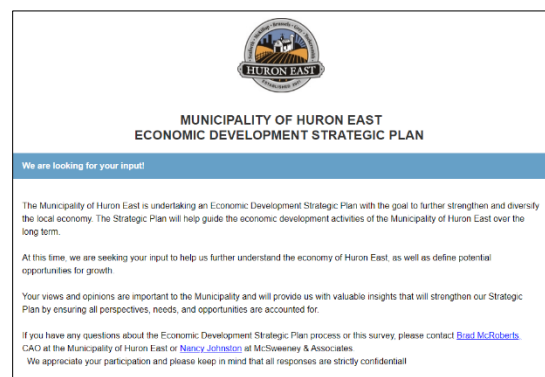 HURON EAST
MUNICIPALITY OF HURON EAST
ECONOMIC DEVELOPMENT STRATEGIC PLAN
We are looking for your input!
The Municipality of Huron East is undertaking an Economic Development Strategic Plan with the goal to further strengthen and diversify
the local economy. The Strategic Plan will help guide the economic development activities of the Municipality of Huron East over the
long term.
At this time, we are seeking your input to help us further understand the economy of Huron East, as well as define potential
opportunities for growth.
Your views and opinions are important to the Municipality and will provide us with valuable insights that will strengthen our Strategic
Plan by ensuring all perspectives, needs, and opportunities are accounted for.
If you have any questions about the Economic Development Strategic Plan process or this survey, please contact Brad McRoberts,
CAO at the Municipality of Huron East or Nancy Johnston at McSweeney & Associates.
We appreciate your participation and please keep in mind that all responses are strictly confidential!